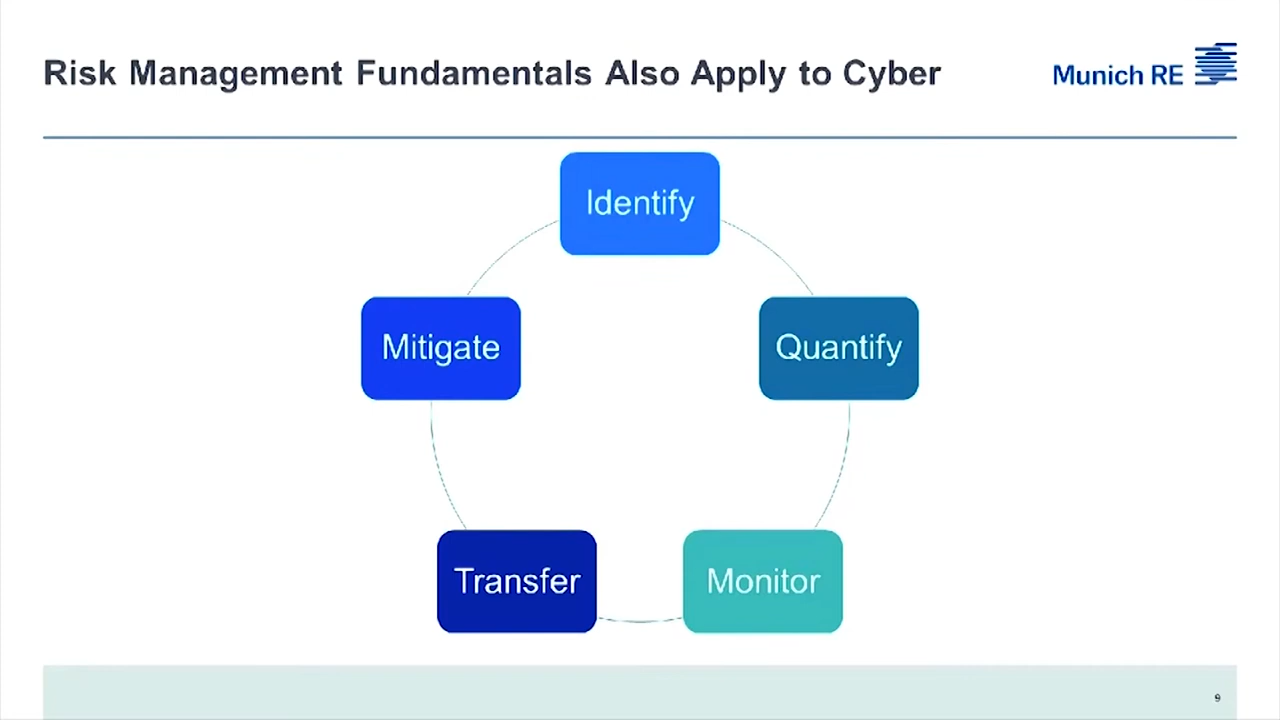 Risk Management Fundamentals Also Apply to Cyber
Munich RE
Identify
Mitigate
Quantify
Transfer
Monitor
9